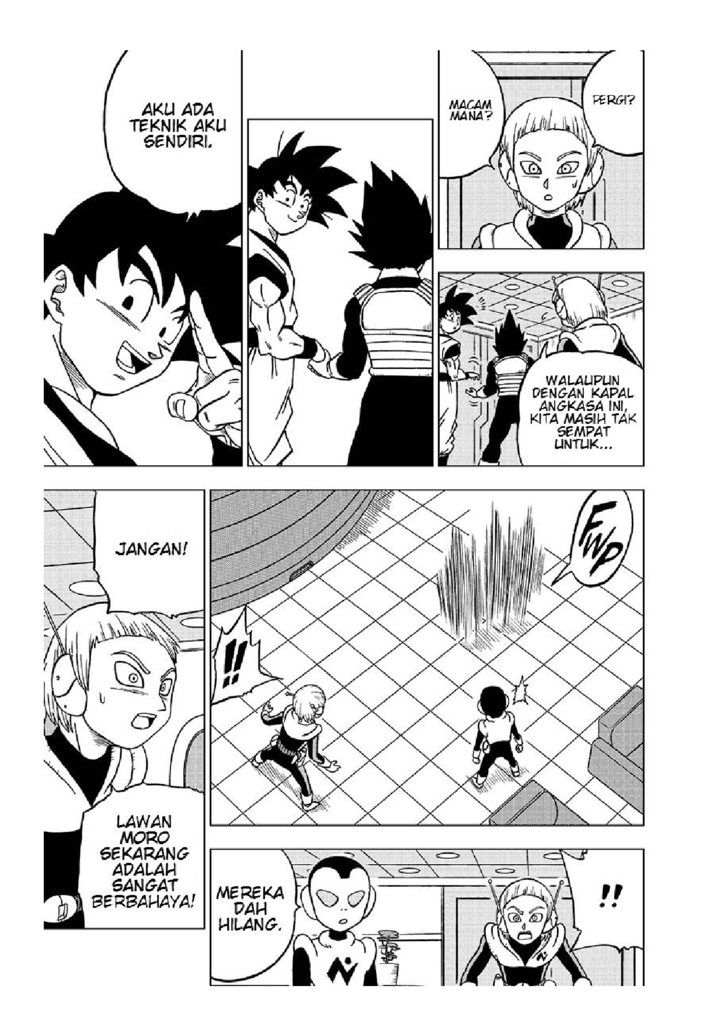 PERGI?
MACAM
MANA?
WALAUPUN
DENGAN KAPAL
ANGKASA INI,
KITA MASIH TAK
SEMPAT
UNTUK...
AKU ADA
TEKNIK AKU
SENDIRI.
FWP
!!
JANGAN!
LAWAN
MORO
SEKARANG
ADALAH
SANGAT
BERBAHAYA!
!!
MEREKA
DAH
HILANG.